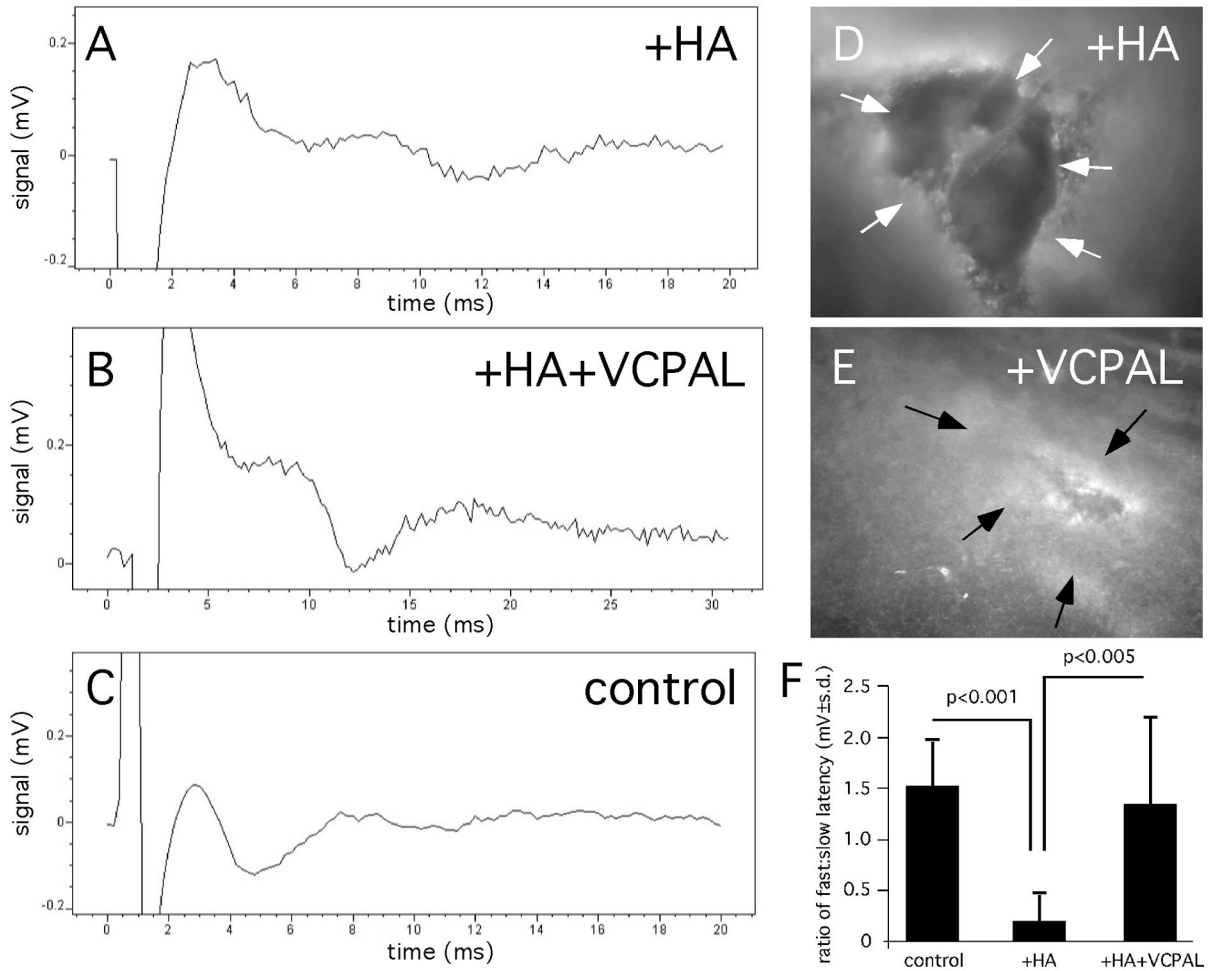 A
+HA
signal (mV)
0.2
0
-0.2
0 2 4 6 8 10 12 14 16 18 20
time (ms)
B
+HA+VCPAL
signal (mV)
0.2
0
0 5 10 15 20 25 30
time (ms)
C
control
signal (mV)
0.2
0
-0.2
0 2 4 6 8 10 12 14 16 18 20
time (ms)
D
+HA
E
+VCPAL
F
p<0.005
p<0.001
ratio of fast:slow latency (mV±s.d.)
2.5
2.0
1.5
1.0
0.5
0
control +HA +HA+VCPAL